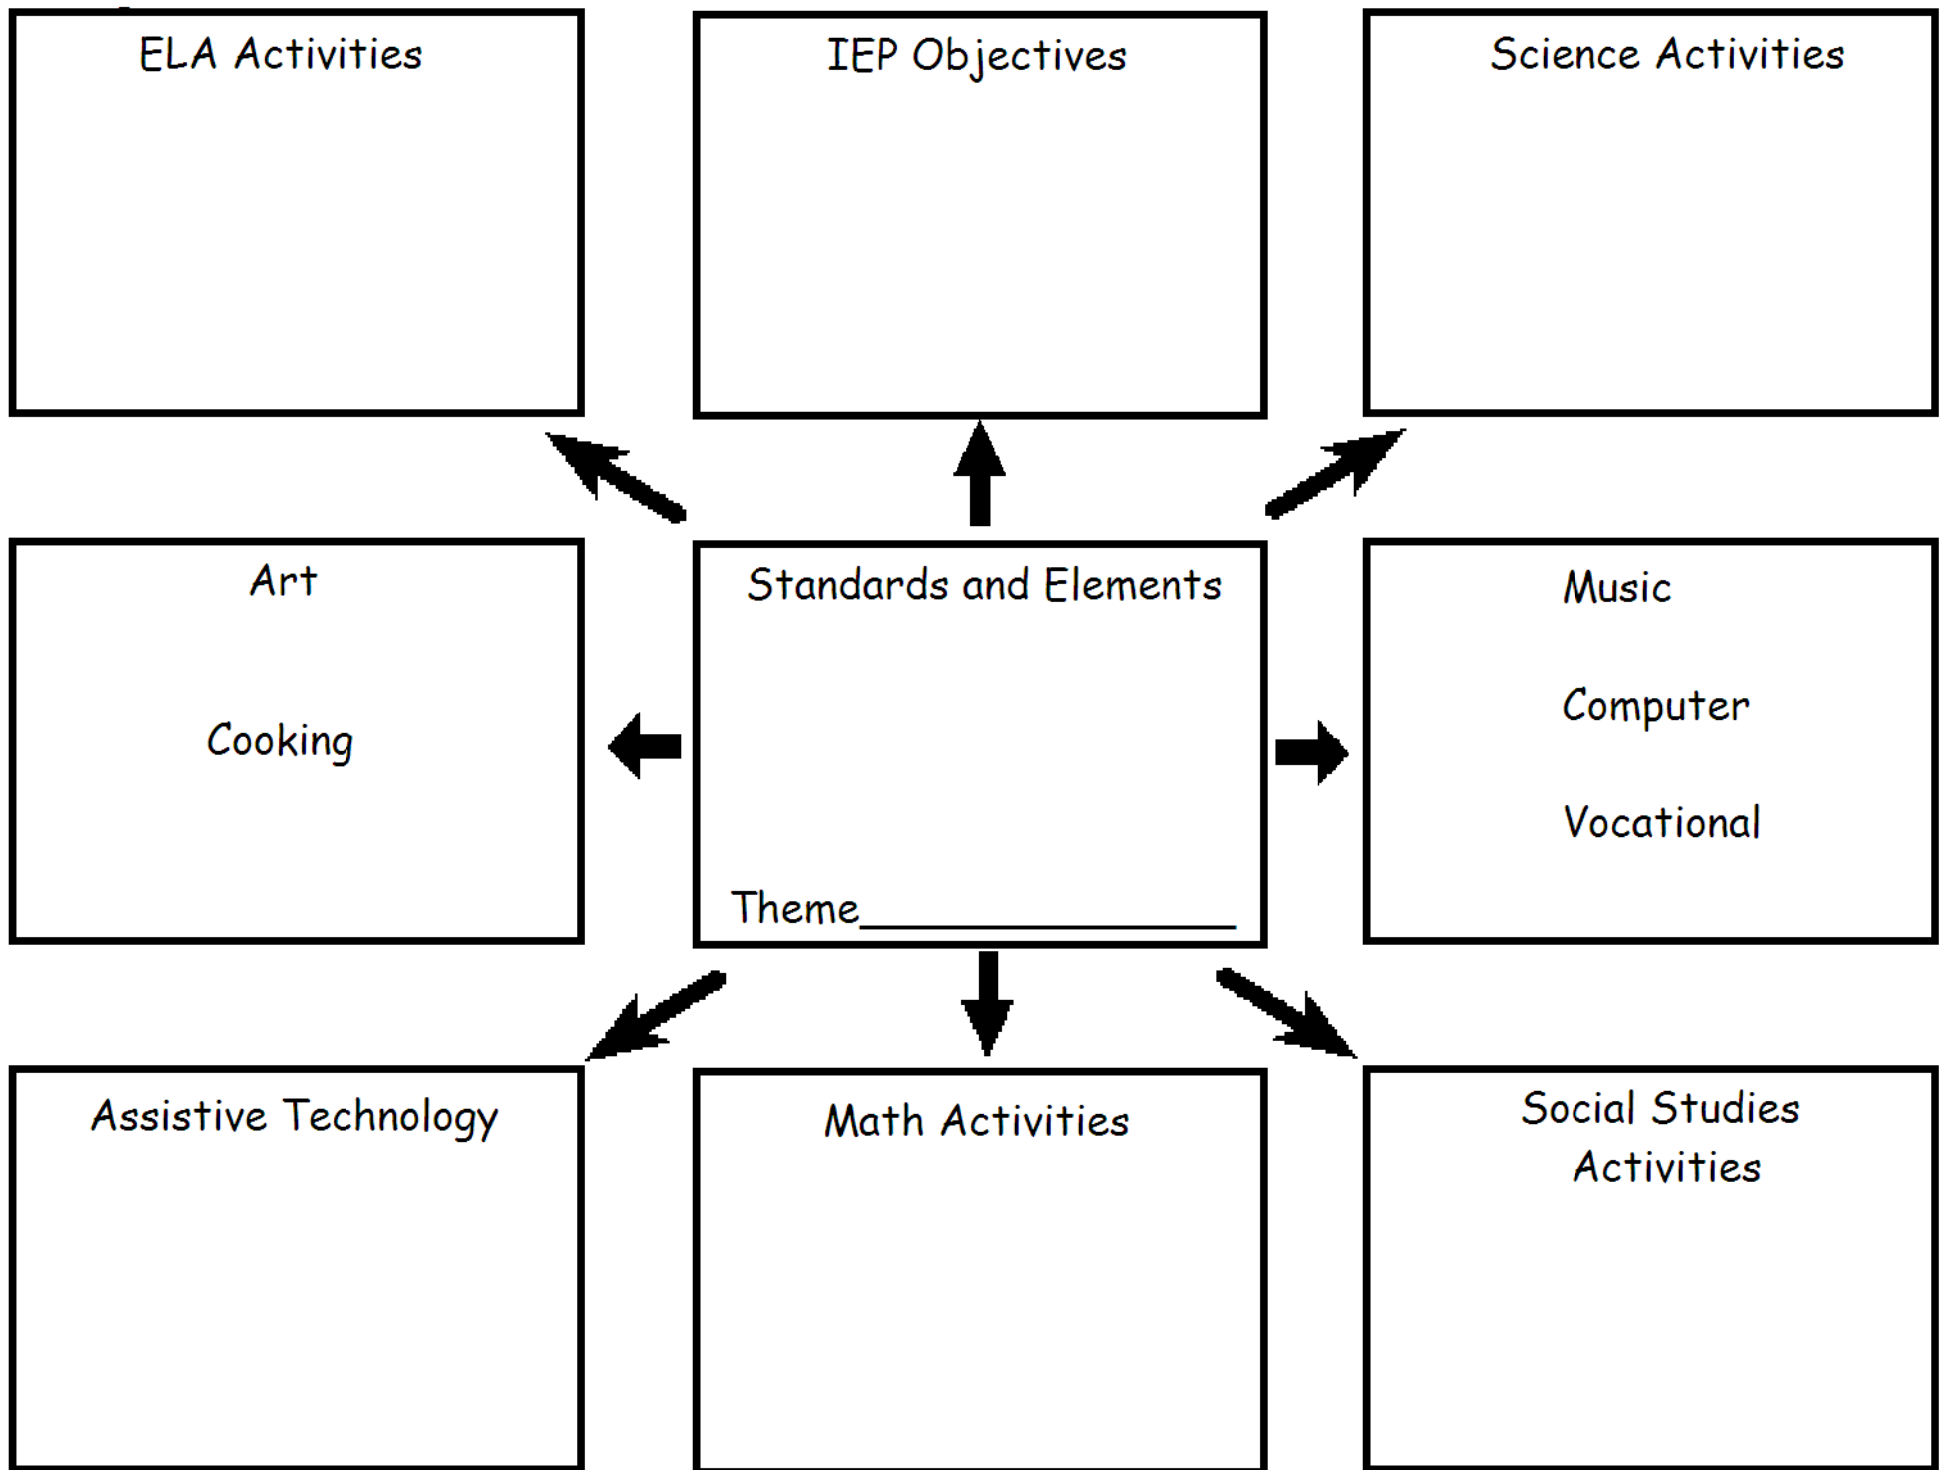 ELA Activities
IEP Objectives
Science Activities
Art
Cooking
Standards and Elements
Theme_______________
Music
Computer
Vocational
Assistive Technology
Math Activities
Social Studies
Activities